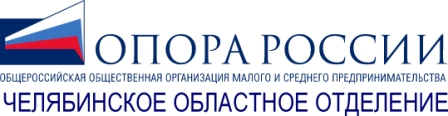 ОПОРА РОССИИ
ОБЩЕРОССИЙСКАЯ ОБЩЕСТВЕННАЯ ОРГАНИЗАЦИЯ МАЛОГО И СРЕДНЕГО ПРЕДПРИНИМАТЕЛЬСТВА
ЧЕЛЯБИНСКОЕ ОБЛАСТНОЕ ОТДЕЛЕНИЕ